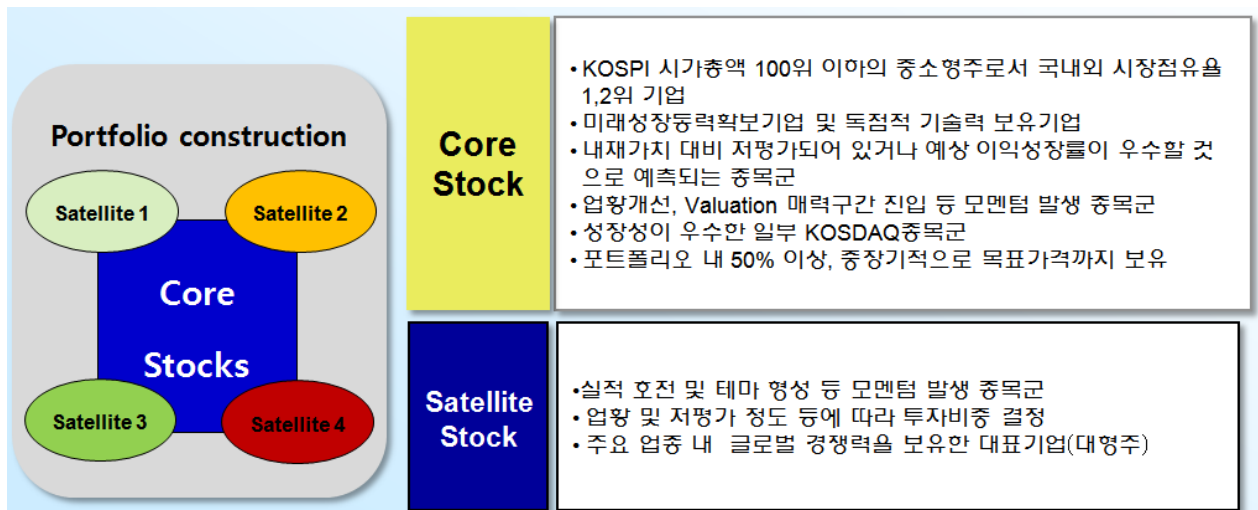 Portfolio construction
Satellite 1
Satellite 2
Core
Stocks
Satellite 3
Satellite 4
Core
Stock
• KOSPI 시가총액 100위 이하의 중소형주로서 국내외 시장점유율
1,2위 기업
• 미래성장동력확보기업 및 독점적 기술력 보유기업
• 내재가치 대비 저평가되어 있거나 예상 이익성장률이 우수할 것
으로 예측되는 종목군
• 업황개선, Valuation 매력구간 진입 등 모멘텀 발생 종목군
• 성장성이 우수한 일부 KOSDAQ종목군
• 포트폴리오 내 50% 이상, 중장기적으로 목표가격까지 보유
Satellite
Stock
•실적 호전 및 테마 형성 등 모멘텀 발생 종목군
• 업황 및 저평가 정도 등에 따라 투자비중 결정
• 주요 업종 내 글로벌 경쟁력을 보유한 대표기업(대형주)